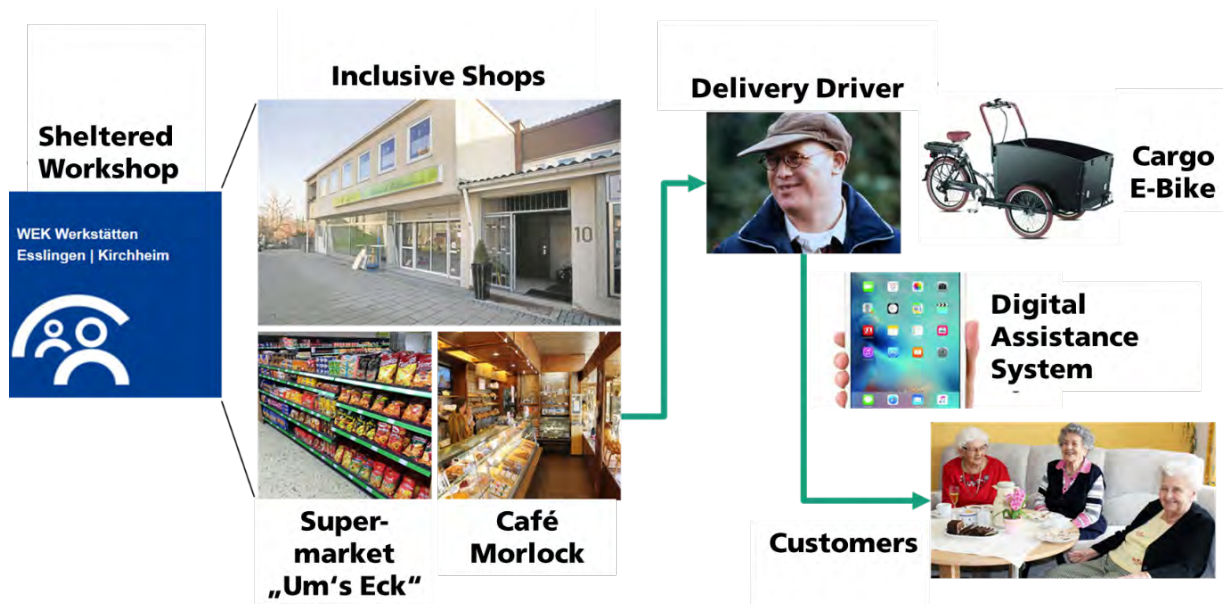 Sheltered
Workshop
WEK Werkstätten
Esslingen | Kirchheim
Inclusive Shops
10
Super-
market
„Um‘s Eck“
Café
Morlock
Delivery Driver
Cargo
E-Bike
Digital
Assistance
System
Customers